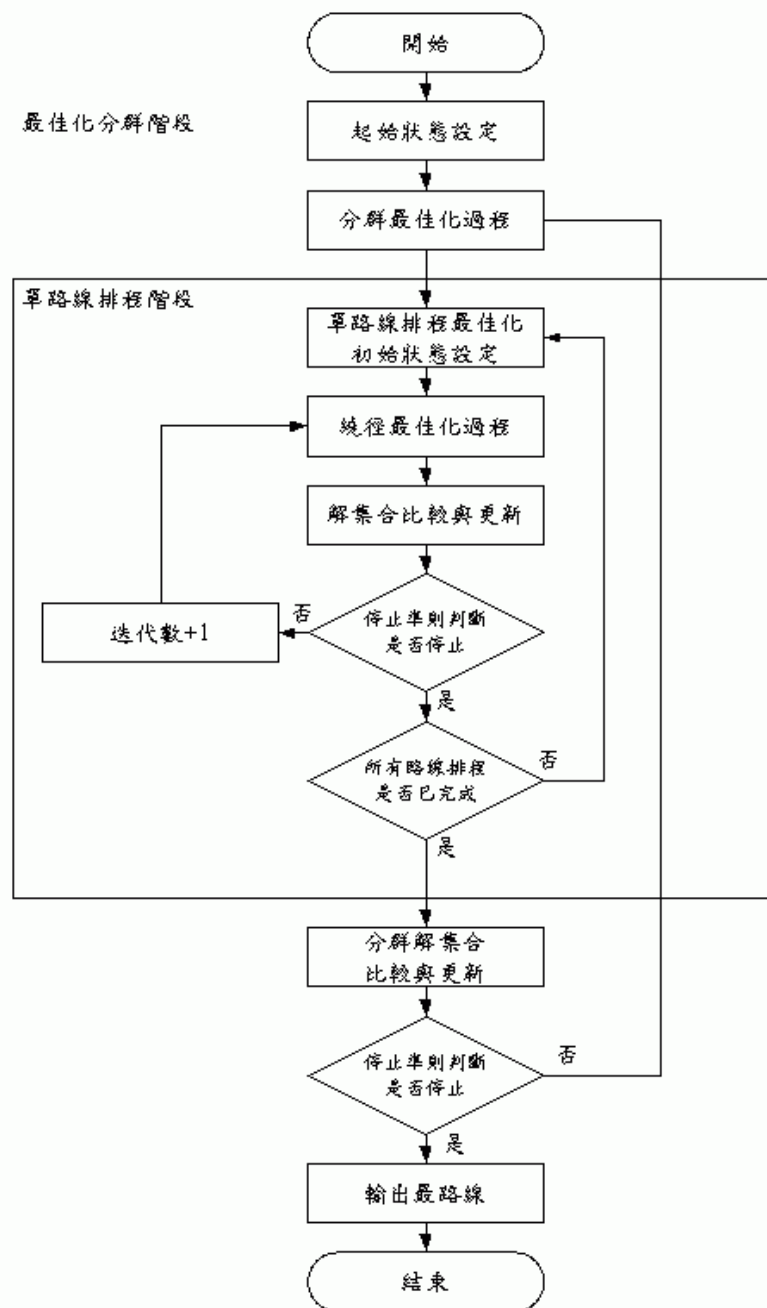 開始
最佳化分群階段
起始狀態設定
分群最佳化過程
單路線排程階段
單路線排程最佳化
初始狀態設定
繞徑最佳化過程
解集合比較與更新
停止準則判斷
是否停止
否
迭代數+1
是
所有路線排程
是否已完成
否
是
分群解集合
比較與更新
停止準則判斷
是否停止
否
是
輸出最路線
結束